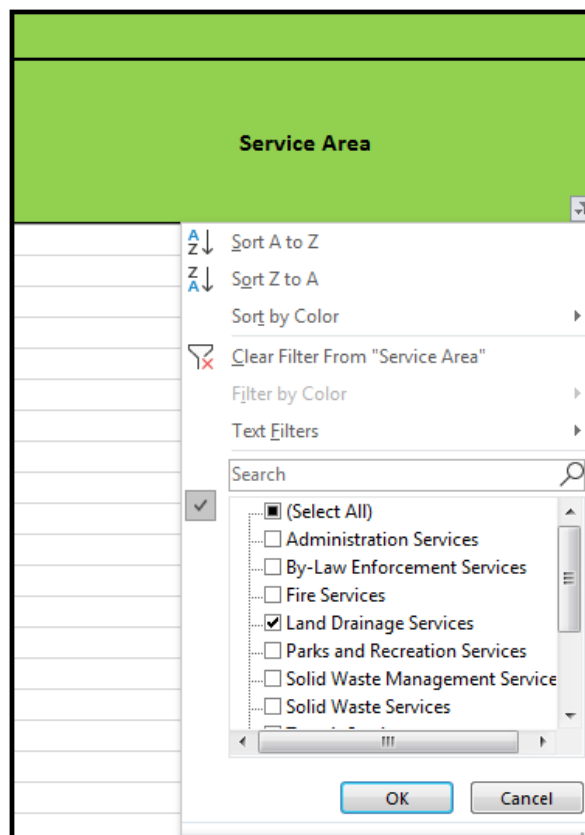 Service Area
Sort A to Z
Sort Z to A
Sort by Color
Clear Filter From "Service Area"
Filter by Color
Text Filters
Search
(Select All)
Administration Services
By-Law Enforcement Services
Fire Services
Land Drainage Services
Parks and Recreation Services
Solid Waste Management Service
Solid Waste Services
OK Cancel